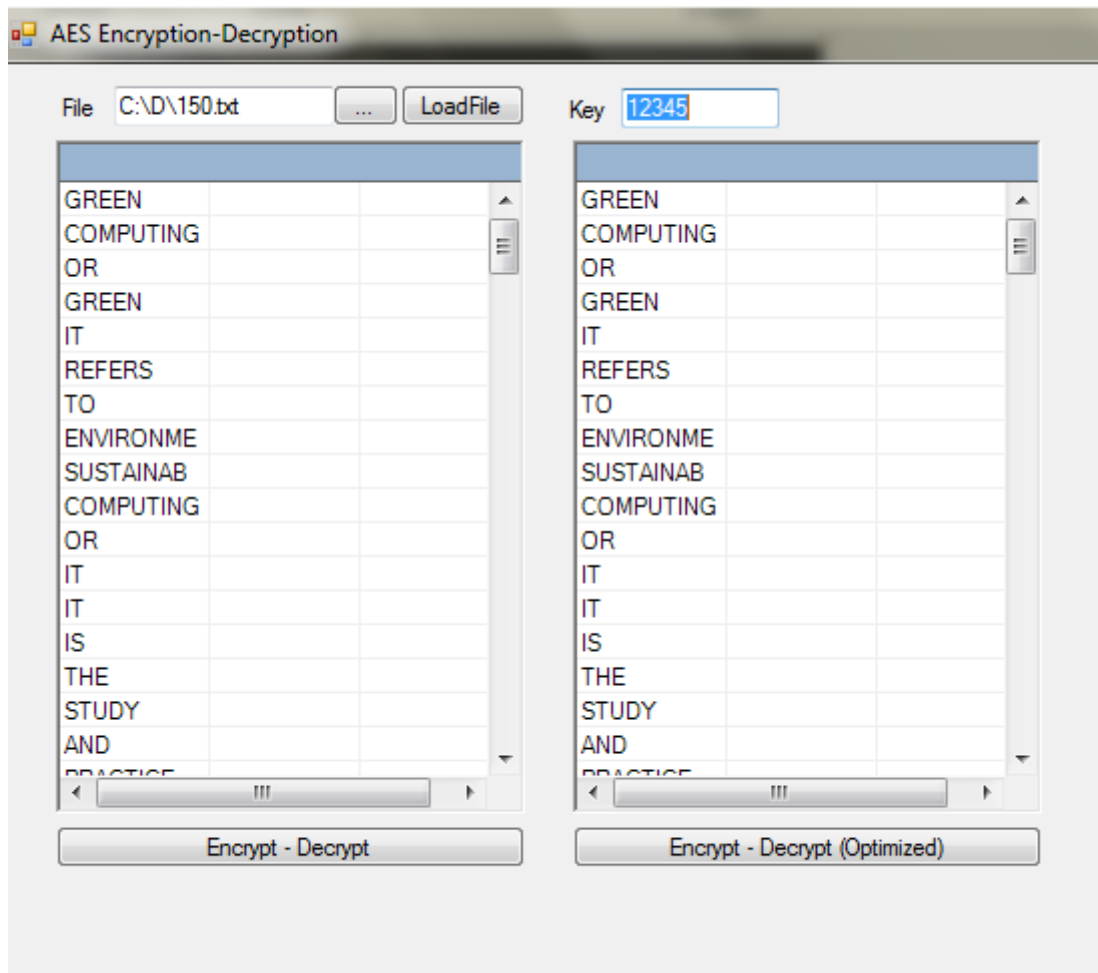 AES Encryption-Decryption
File C:\D\150.txt ... LoadFile Key 12345
GREEN GREEN
COMPUTING COMPUTING
OR OR
GREEN GREEN
IT IT
REFERS REFERS
TO TO
ENVIRONME ENVIRONME
SUSTAINAB SUSTAINAB
COMPUTING COMPUTING
OR OR
IT IT
IT IT
IS IS
THE THE
STUDY STUDY
AND AND
PRACTICE PRACTICE
Encrypt - Decrypt Encrypt - Decrypt (Optimized)